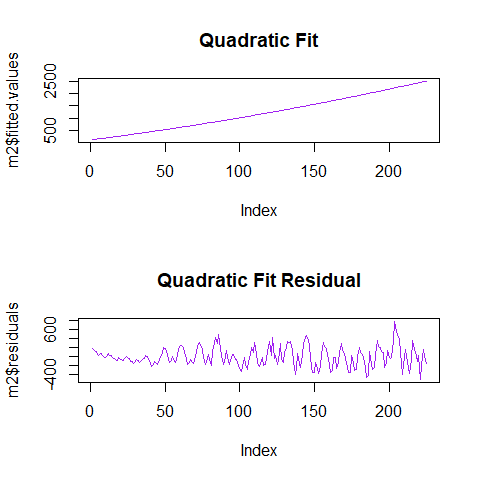 Quadratic Fit
m2$fitted.values
2500
500
0 50 100 150 200
Index
Quadratic Fit Residual
m2$residuals
600
-400
0 50 100 150 200
Index